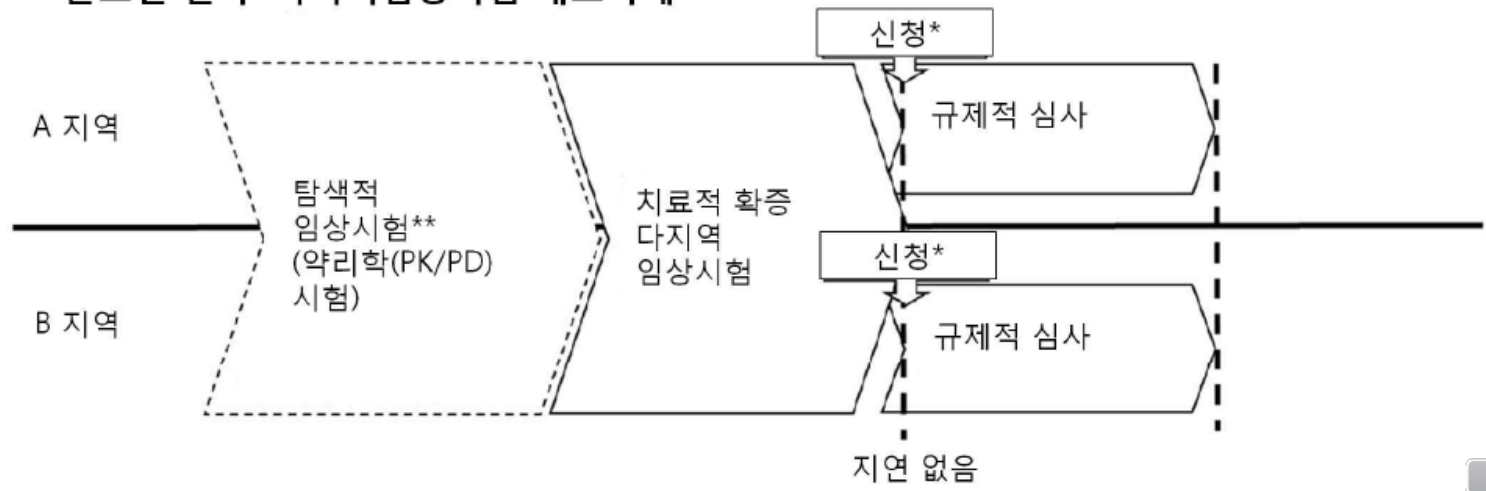 신청*
A 지역
규제적 심사
탐색적
임상시험**
(약리학(PK/PD)
시험)
치료적 확증
다지역
임상시험
신청*
B 지역
규제적 심사
지연 없음